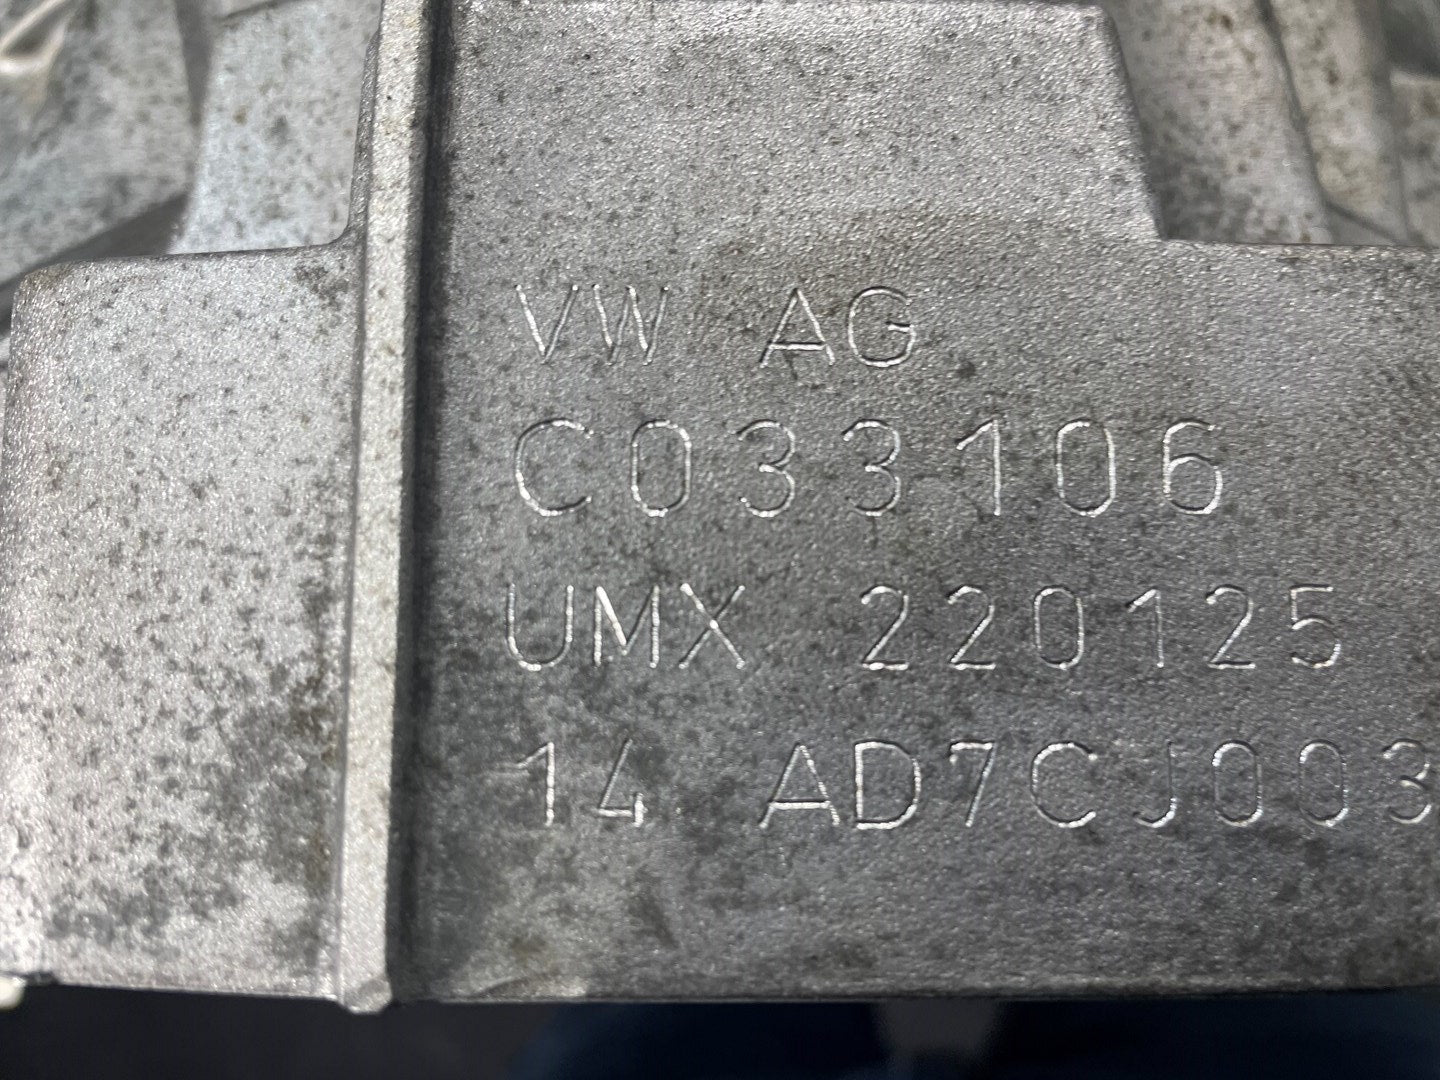 VW AG
C033106
UMX 220125
14 AD7CJ003